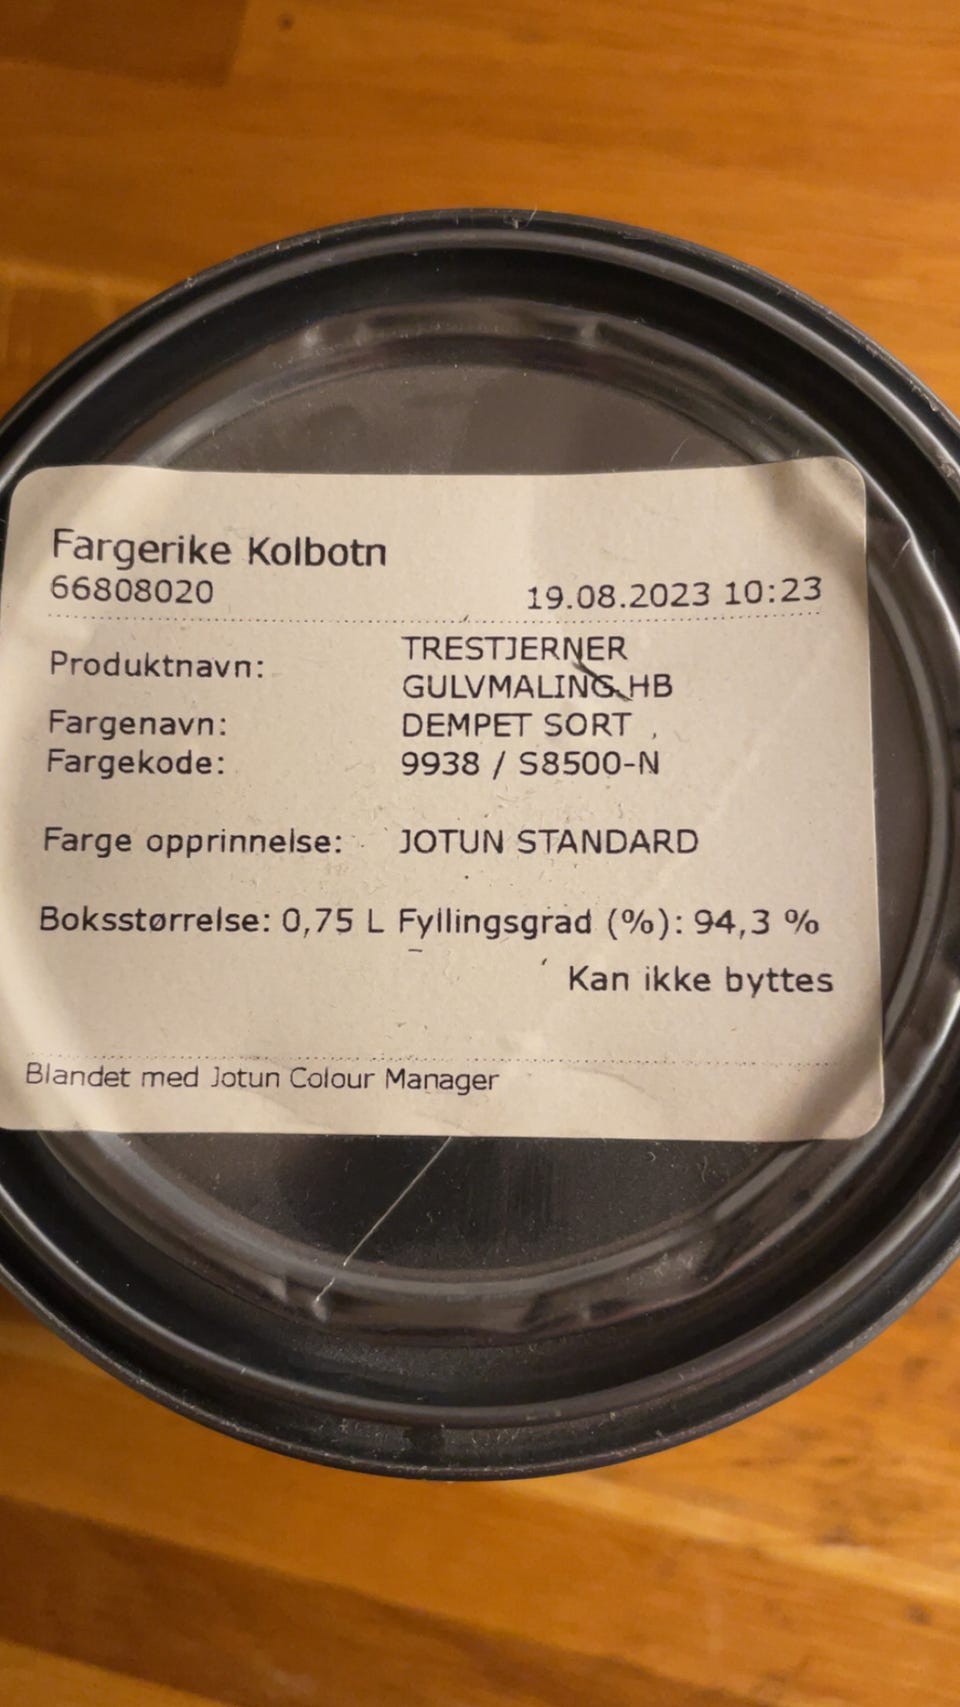 Fargerike Kolbotn
66808020 19.08.2023 10:23
Produktnavn: TRESTJERNER
GULVMALING HB
Fargenavn: DEMPET SORT
Fargekode: 9938 / S8500-N
Farge opprinnelse: JOTUN STANDARD
Boksstørrelse: 0,75 L Fyllingsgrad (%): 94,3 %
Kan ikke byttes
Blandet med Jotun Colour Manager